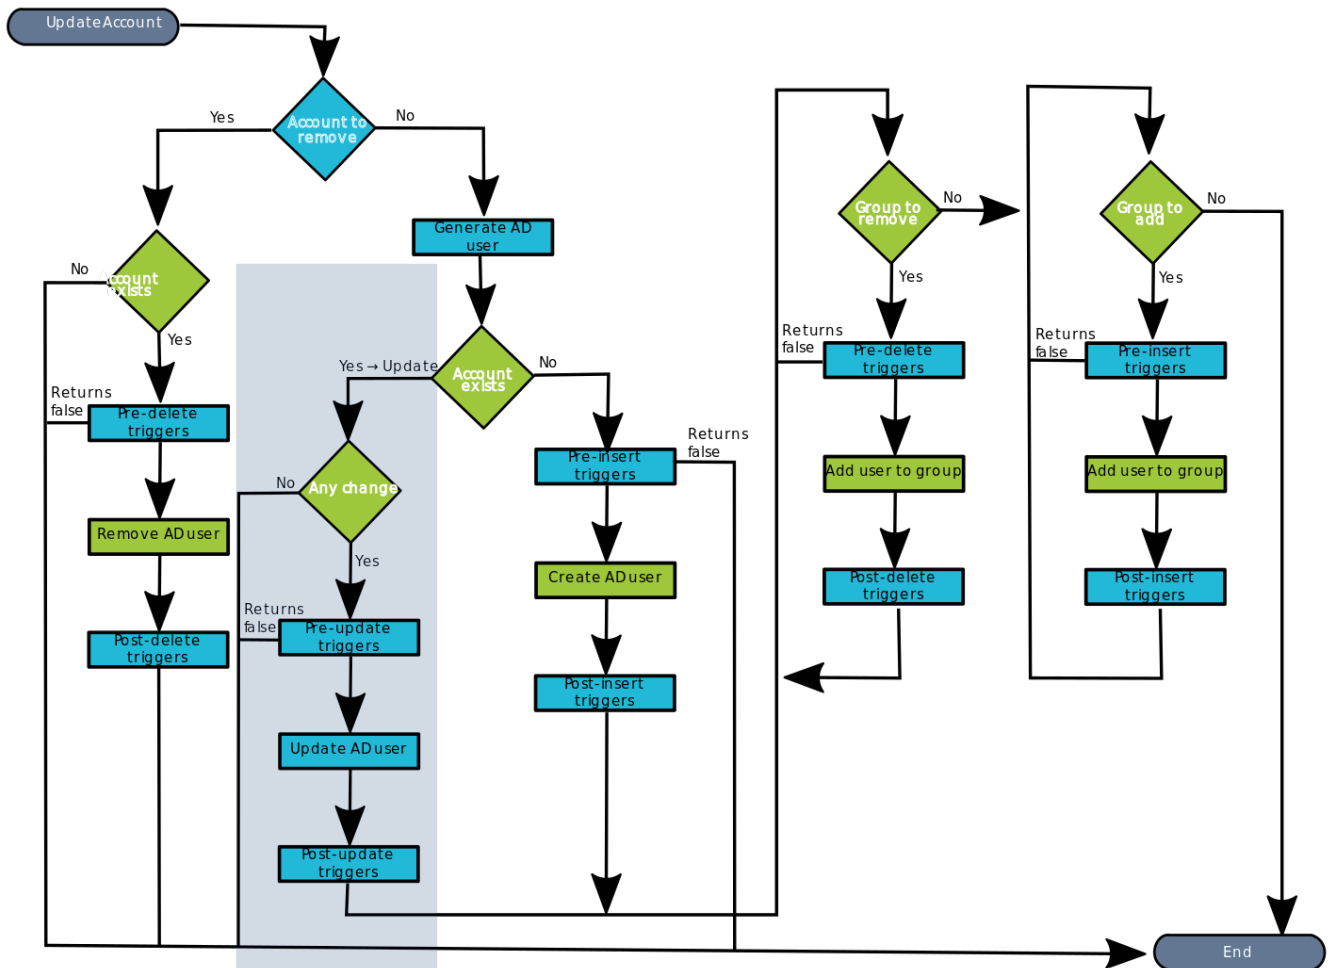 UpdateAccount
Account to
remove
Yes
No
Generate AD
user
Account
exists
No
Yes
Returns
false
Pre-delete
triggers
Remove AD user
Post-delete
triggers
Account
exists
Yes → Update
No
Any change
No
Yes
Returns
false
Pre-update
triggers
Update AD user
Post-update
triggers
Returns
false
Pre-insert
triggers
Create AD user
Post-insert
triggers
Group to
remove
No
Yes
Returns
false
Pre-delete
triggers
Add user to group
Post-delete
triggers
Group to
add
No
Yes
Returns
false
Pre-insert
triggers
Add user to group
Post-insert
triggers
End